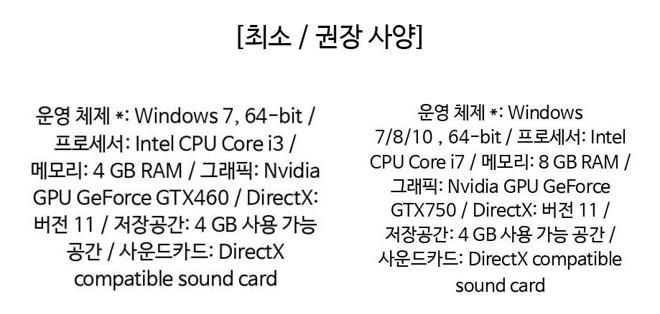 [최소 / 권장 사양]
운영 체제 *: Windows 7, 64-bit /
프로세서: Intel CPU Core i3 /
메모리: 4 GB RAM / 그래픽: Nvidia
GPU GeForce GTX460 / DirectX:
버전 11 / 저장공간: 4 GB 사용 가능
공간 / 사운드카드: DirectX
compatible sound card
운영 체제 *: Windows
7/8/10 , 64-bit / 프로세서: Intel
CPU Core i7 / 메모리: 8 GB RAM /
그래픽: Nvidia GPU GeForce
GTX750 / DirectX: 버전 11 /
저장공간: 4 GB 사용 가능 공간 /
사운드카드: DirectX compatible
sound card